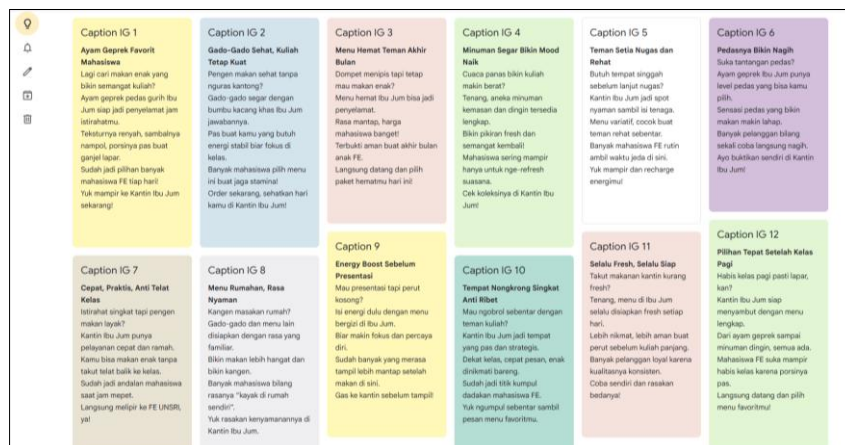 Caption IG 1
Ayam Geprek Favorit
Mahasiswa
Lagi cari makan enak yang
bikin semangat kuliah?
Ayam geprek pedas gurih Ibu
Jum siap jadi penyelamat jam
istirahatmu.
Teksturnya renyah, sambalnya
nampol, porsinya pas buat
ganjel lapar.
Sudah jadi pilihan banyak
mahasiswa FE tiap hari!
Yuk mampir ke Kantin Ibu Jum
sekarang!
Caption IG 2
Gado-Gado Sehat, Kuliah
Tetap Kuat
Pengen makan sehat tanpa
nguras kantong?
Gado-gado segar dengan
bumbu kacang khas Ibu Jum
jawabannya.
Pas buat kamu yang butuh
energi stabil biar fokus di
kelas.
Banyak mahasiswa pilih menu
ini buat jaga stamina!
Order sekarang, sehatkan hari
kamu di Kantin Ibu Jum!
Caption IG 3
Menu Hemat Teman Akhir
Bulan
Dompet menipis tapi tetap
mau makan enak?
Menu hemat Ibu Jum bisa jadi
penyelamat.
Rasa mantap, harga
mahasiswa banget!
Terbukti aman buat akhir bulan
anak FE.
Langsung datang dan pilih
paket hematmu hari ini!
Caption IG 4
Minuman Segar Bikin Mood
Naik
Cuaca panas bikin kuliah
makin berat?
Tenang, aneka minuman
kemasan dan dingin tersedia
lengkap.
Bikin pikiran fresh dan
semangat kembali!
Mahasiswa sering mampir
hanya untuk nge-refresh
suasana.
Cek koleksinya di Kantin Ibu
Jum!
Caption IG 5
Teman Setia Nugas dan
Rehat
Butuh tempat singgah
sebelum lanjut nugas?
Kantin Ibu Jum jadi spot
nyaman sambil isi tenaga.
Menu variatif, cocok buat
teman rehat sebentar.
Banyak mahasiswa FE rutin
ambil waktu jeda di sini.
Yuk mampir dan recharge
energimu!
Caption IG 6
Pedasnya Bikin Nagih
Suka tantangan pedas?
Ayam geprek Ibu Jum punya
level pedas yang bisa kamu
pilih.
Sensasi pedas yang bikin
makan makin lahap.
Banyak pelanggan bilang
sekali coba langsung nagih.
Ayo buktikan sendiri di Kantin
Ibu Jum!
Caption IG 7
Cepat, Praktis, Anti Telat
Kelas
Istirahat singkat tapi pengen
makan layak?
Kantin Ibu Jum punya
pelayanan cepat dan ramah.
Kamu bisa makan enak tanpa
takut telat balik ke kelas.
Sudah jadi andalan mahasiswa
saat jam mepet.
Langsung melipir ke FE UNSRI,
ya!
Caption IG 8
Menu Rumahan, Rasa
Nyaman
Kangen masakan rumah?
Gado-gado dan menu lain
disiapkan dengan rasa yang
familiar.
Bikin makan lebih hangat dan
bikin kangen.
Banyak mahasiswa bilang
rasanya “kayak di rumah
sendiri”.
Yuk rasakan kenyamanannya di
Kantin Ibu Jum.
Caption 9
Energy Boost Sebelum
Presentasi
Mau presentasi tapi perut
kosong?
Isi energi dulu dengan menu
bergizi di Ibu Jum.
Biar makin fokus dan percaya
diri.
Sudah banyak yang merasa
tampil lebih mantap setelah
makan di sini.
Gas ke kantin sebelum tampil!
Caption IG 10
Tempat Nongkrong Singkat
Anti Ribet
Mau ngobrol sebentar dengan
teman kuliah?
Kantin Ibu Jum jadi tempat
yang pas dan strategis.
Dekat kelas, cepat pesan, enak
dinikmati bareng.
Sudah jadi titik kumpul
dadakan mahasiswa FE.
Yuk ngumpul sebentar sambil
pesan menu favoritmu.
Caption IG 11
Selalu Fresh, Selalu Siap
Takut makanan kantin kurang
fresh?
Tenang, menu di Ibu Jum
selalu disiapkan fresh setiap
hari.
Lebih nikmat, lebih aman buat
perut sebelum kuliah panjang.
Banyak pelanggan loyal karena
kualitasnya konsisten.
Coba sendiri dan rasakan
bedanya!
Caption IG 12
Pilihan Tepat Setelah Kelas
Pagi
Habis kelas pagi pasti lapar,
kan?
Kantin Ibu Jum siap
menyambut dengan menu
lengkap.
Dari ayam geprek sampai
minuman dingin, semua ada.
Mahasiswa FE suka mampir
habis kelas karena porsinya
pas.
Langsung datang dan pilih
menu favoritmu!